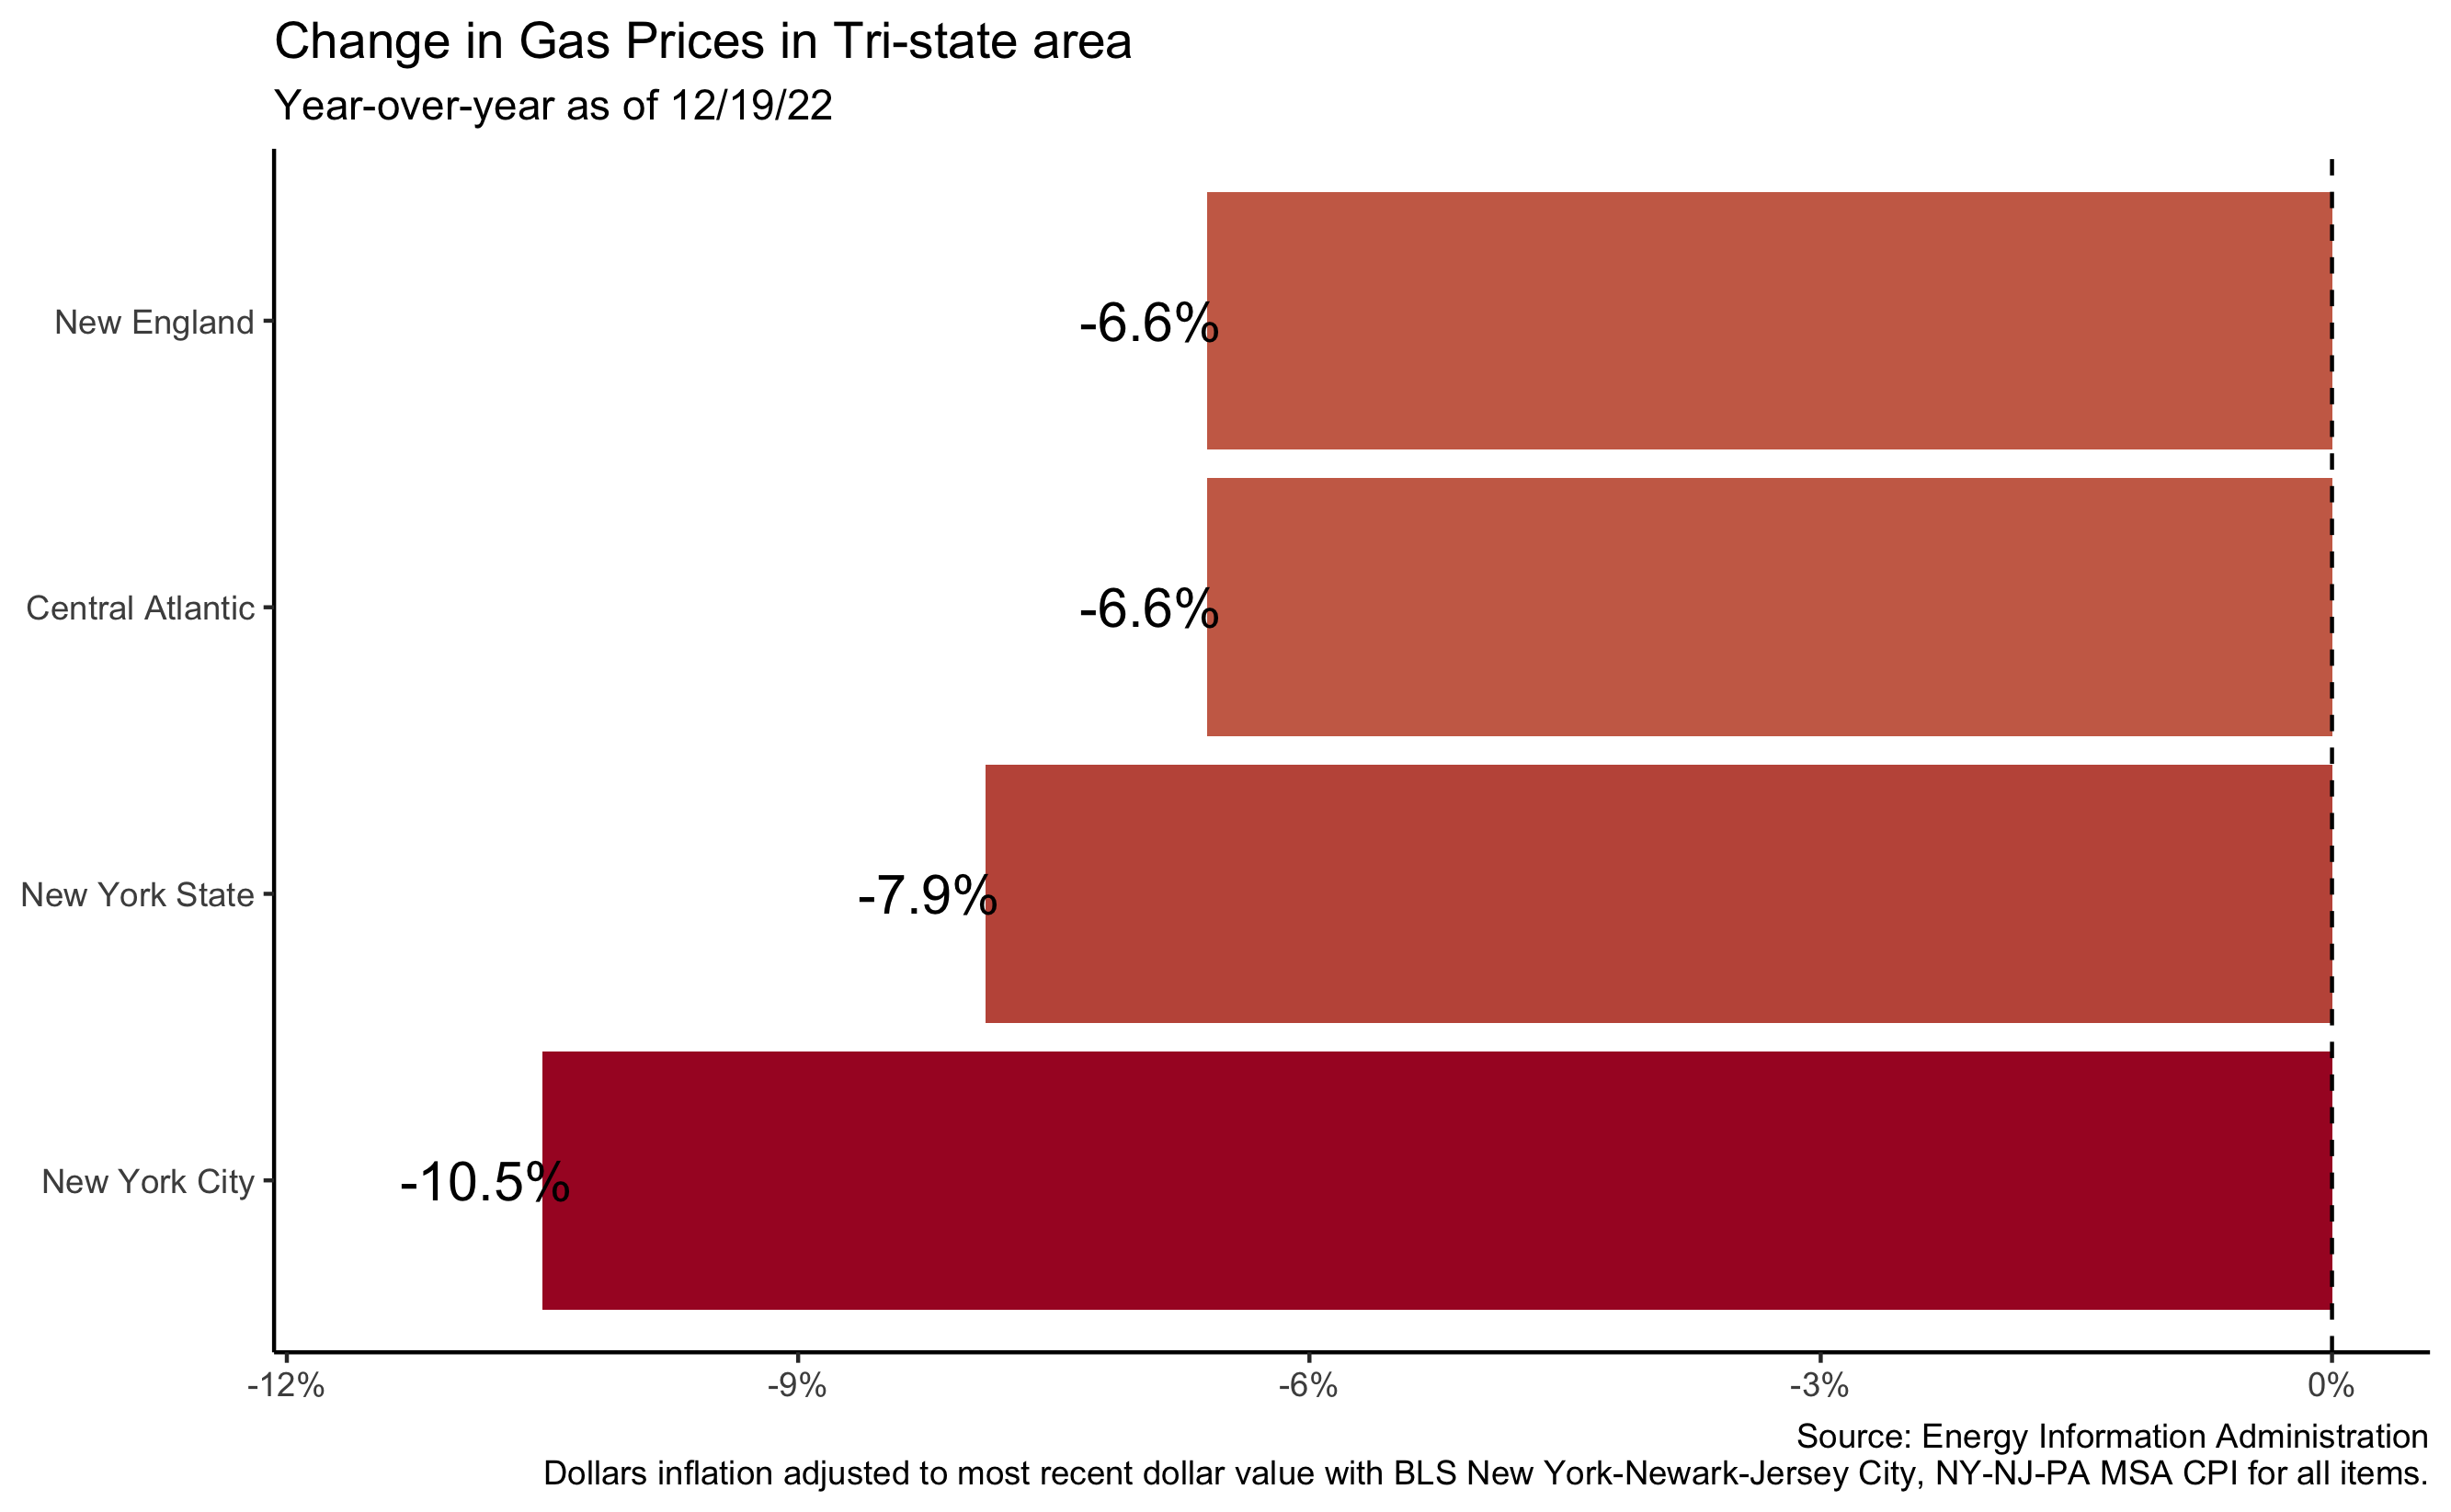 Change in Gas Prices in Tri-state area
Year-over-year as of 12/19/22
New England
-6.6%
Central Atlantic
-6.6%
New York State
-7.9%
New York City
-10.5%
-12%
-9%
-6%
-3%
0%
Source: Energy Information Administration
Dollars inflation adjusted to most recent dollar value with BLS New York-Newark-Jersey City, NY-NJ-PA MSA CPI for all items.